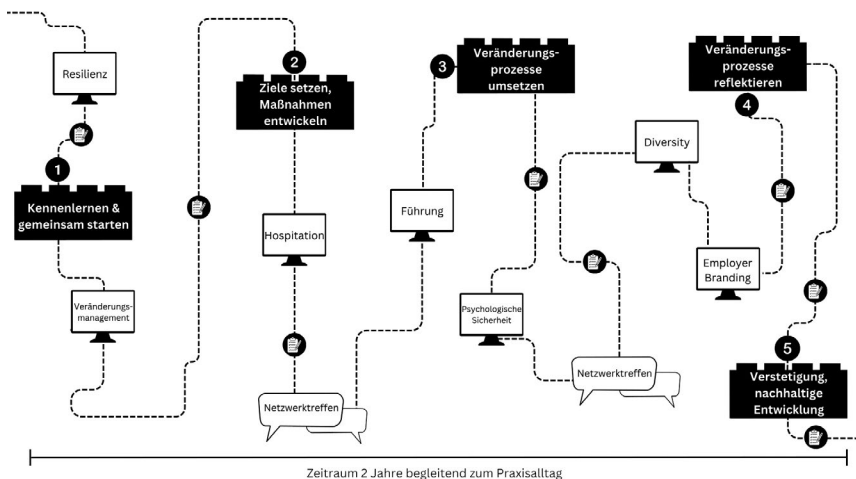 Resilienz
1
Kennenlernen &
gemeinsam starten
Veränderungs-
management
2
Ziele setzen,
Maßnahmen
entwickeln
Hospitation
Netzwerktreffen
Führung
3
Veränderungs-
prozesse
umsetzen
Psychologische
Sicherheit
Netzwerktreffen
Diversity
Employer
Branding
4
Veränderungs-
prozesse
reflektieren
5
Verstetigung,
nachhaltige
Entwicklung
Zeitraum 2 Jahre begleitend zum Praxisalltag